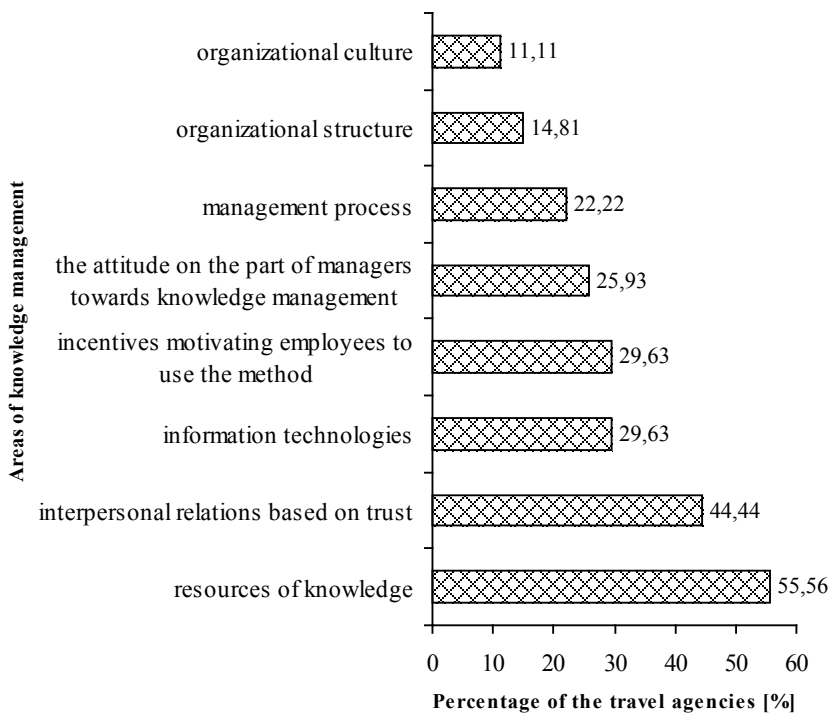 organizational culture
11,11
organizational structure
14,81
management process
22,22
the attitude on the part of managers
towards knowledge management
25,93
incentives motivating employees to
use the method
29,63
information technologies
29,63
interpersonal relations based on trust
44,44
resources of knowledge
55,56
Areas of knowledge management
0 10 20 30 40 50 60
Percentage of the travel agencies [%]